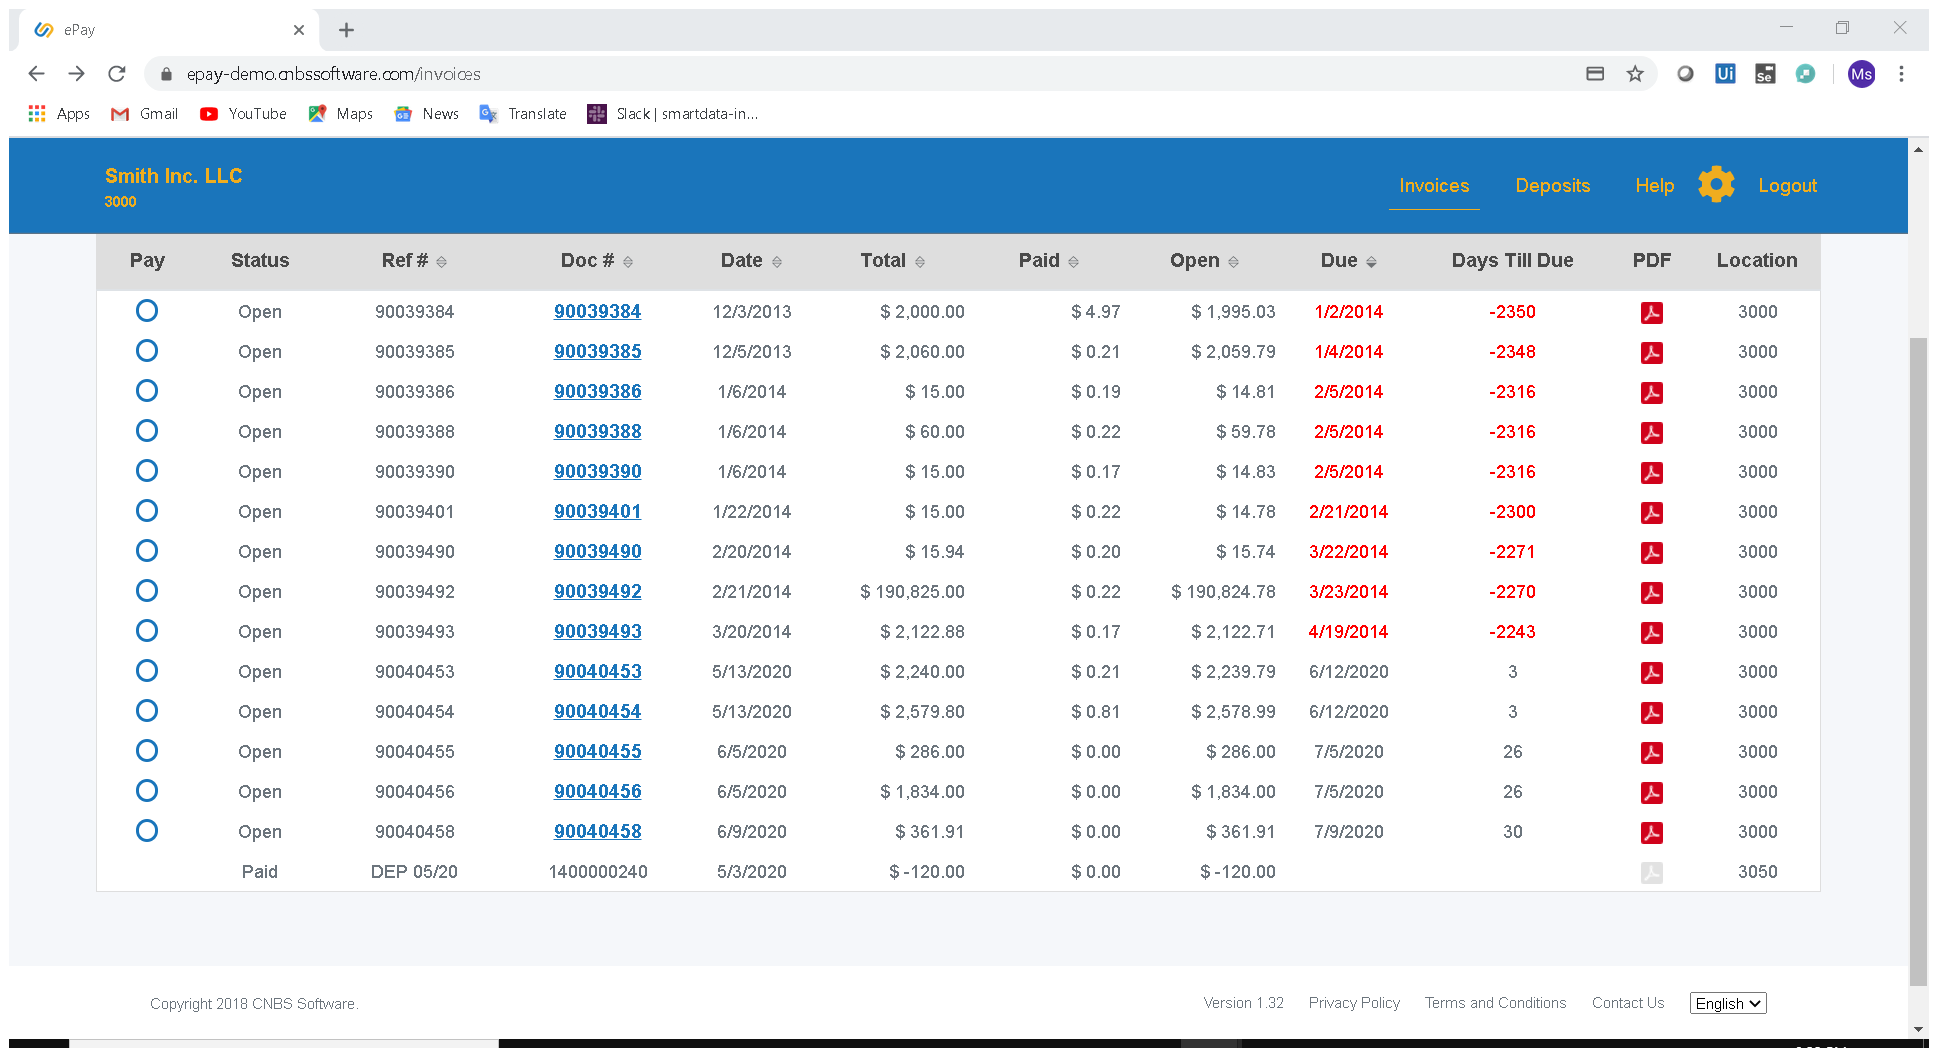 ePay
epay-demo.cnbssoftware.com/invoices
Ui Se Ms
Apps Gmail YouTube Maps News Translate Slack | smartdata-in...
Smith Inc. LLC
3000
Invoices Deposits Help Logout
Pay Status Ref # Doc # Date Total Paid Open Due Days Till Due PDF Location
Open 90039384 90039384 12/3/2013 $ 2,000.00 $ 4.97 $ 1,995.03 1/2/2014 -2350 3000
Open 90039385 90039385 12/5/2013 $ 2,060.00 $ 0.21 $ 2,059.79 1/4/2014 -2348 3000
Open 90039386 90039386 1/6/2014 $ 15.00 $ 0.19 $ 14.81 2/5/2014 -2316 3000
Open 90039388 90039388 1/6/2014 $ 60.00 $ 0.22 $ 59.78 2/5/2014 -2316 3000
Open 90039390 90039390 1/6/2014 $ 15.00 $ 0.17 $ 14.83 2/5/2014 -2316 3000
Open 90039401 90039401 1/22/2014 $ 15.00 $ 0.22 $ 14.78 2/21/2014 -2300 3000
Open 90039490 90039490 2/20/2014 $ 15.94 $ 0.20 $ 15.74 3/22/2014 -2271 3000
Open 90039492 90039492 2/21/2014 $ 190,825.00 $ 0.22 $ 190,824.78 3/23/2014 -2270 3000
Open 90039493 90039493 3/20/2014 $ 2,122.88 $ 0.17 $ 2,122.71 4/19/2014 -2243 3000
Open 90040453 90040453 5/13/2020 $ 2,240.00 $ 0.21 $ 2,239.79 6/12/2020 3 3000
Open 90040454 90040454 5/13/2020 $ 2,579.80 $ 0.81 $ 2,578.99 6/12/2020 3 3000
Open 90040455 90040455 6/5/2020 $ 286.00 $ 0.00 $ 286.00 7/5/2020 26 3000
Open 90040456 90040456 6/5/2020 $ 1,834.00 $ 0.00 $ 1,834.00 7/5/2020 26 3000
Open 90040458 90040458 6/9/2020 $ 361.91 $ 0.00 $ 361.91 7/9/2020 30 3000
Paid DEP 05/20 1400000240 5/3/2020 $ -120.00 $ 0.00 $ -120.00 3050
Copyright 2018 CNBS Software. Version 1.32 Privacy Policy Terms and Conditions Contact Us English